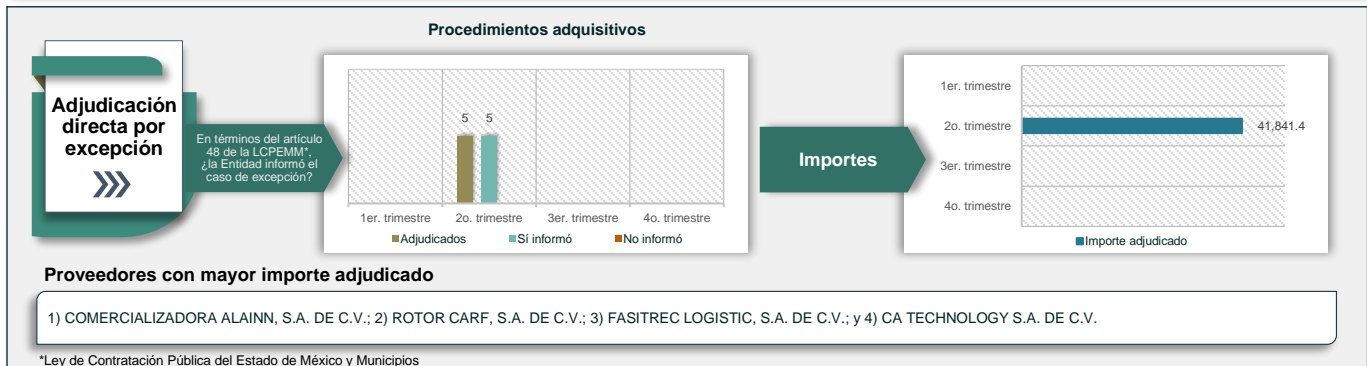 Procedimientos adquisitivos
Adjudicación
directa por
excepción
En términos del artículo
48 de la LCPEMM*,
¿la Entidad informó el
caso de excepción?
5 5
1er. trimestre 2o. trimestre 3er. trimestre 4o. trimestre
Adjudicados Sí informó No informó
Importes
1er. trimestre
2o. trimestre 41,841.4
3er. trimestre
4o. trimestre
Importe adjudicado
Proveedores con mayor importe adjudicado
1) COMERCIALIZADORA ALAINN, S.A. DE C.V.; 2) ROTOR CARF, S.A. DE C.V.; 3) FASITREC LOGISTIC, S.A. DE C.V.; y 4) CA TECHNOLOGY S.A. DE C.V.
*Ley de Contratación Pública del Estado de México y Municipios